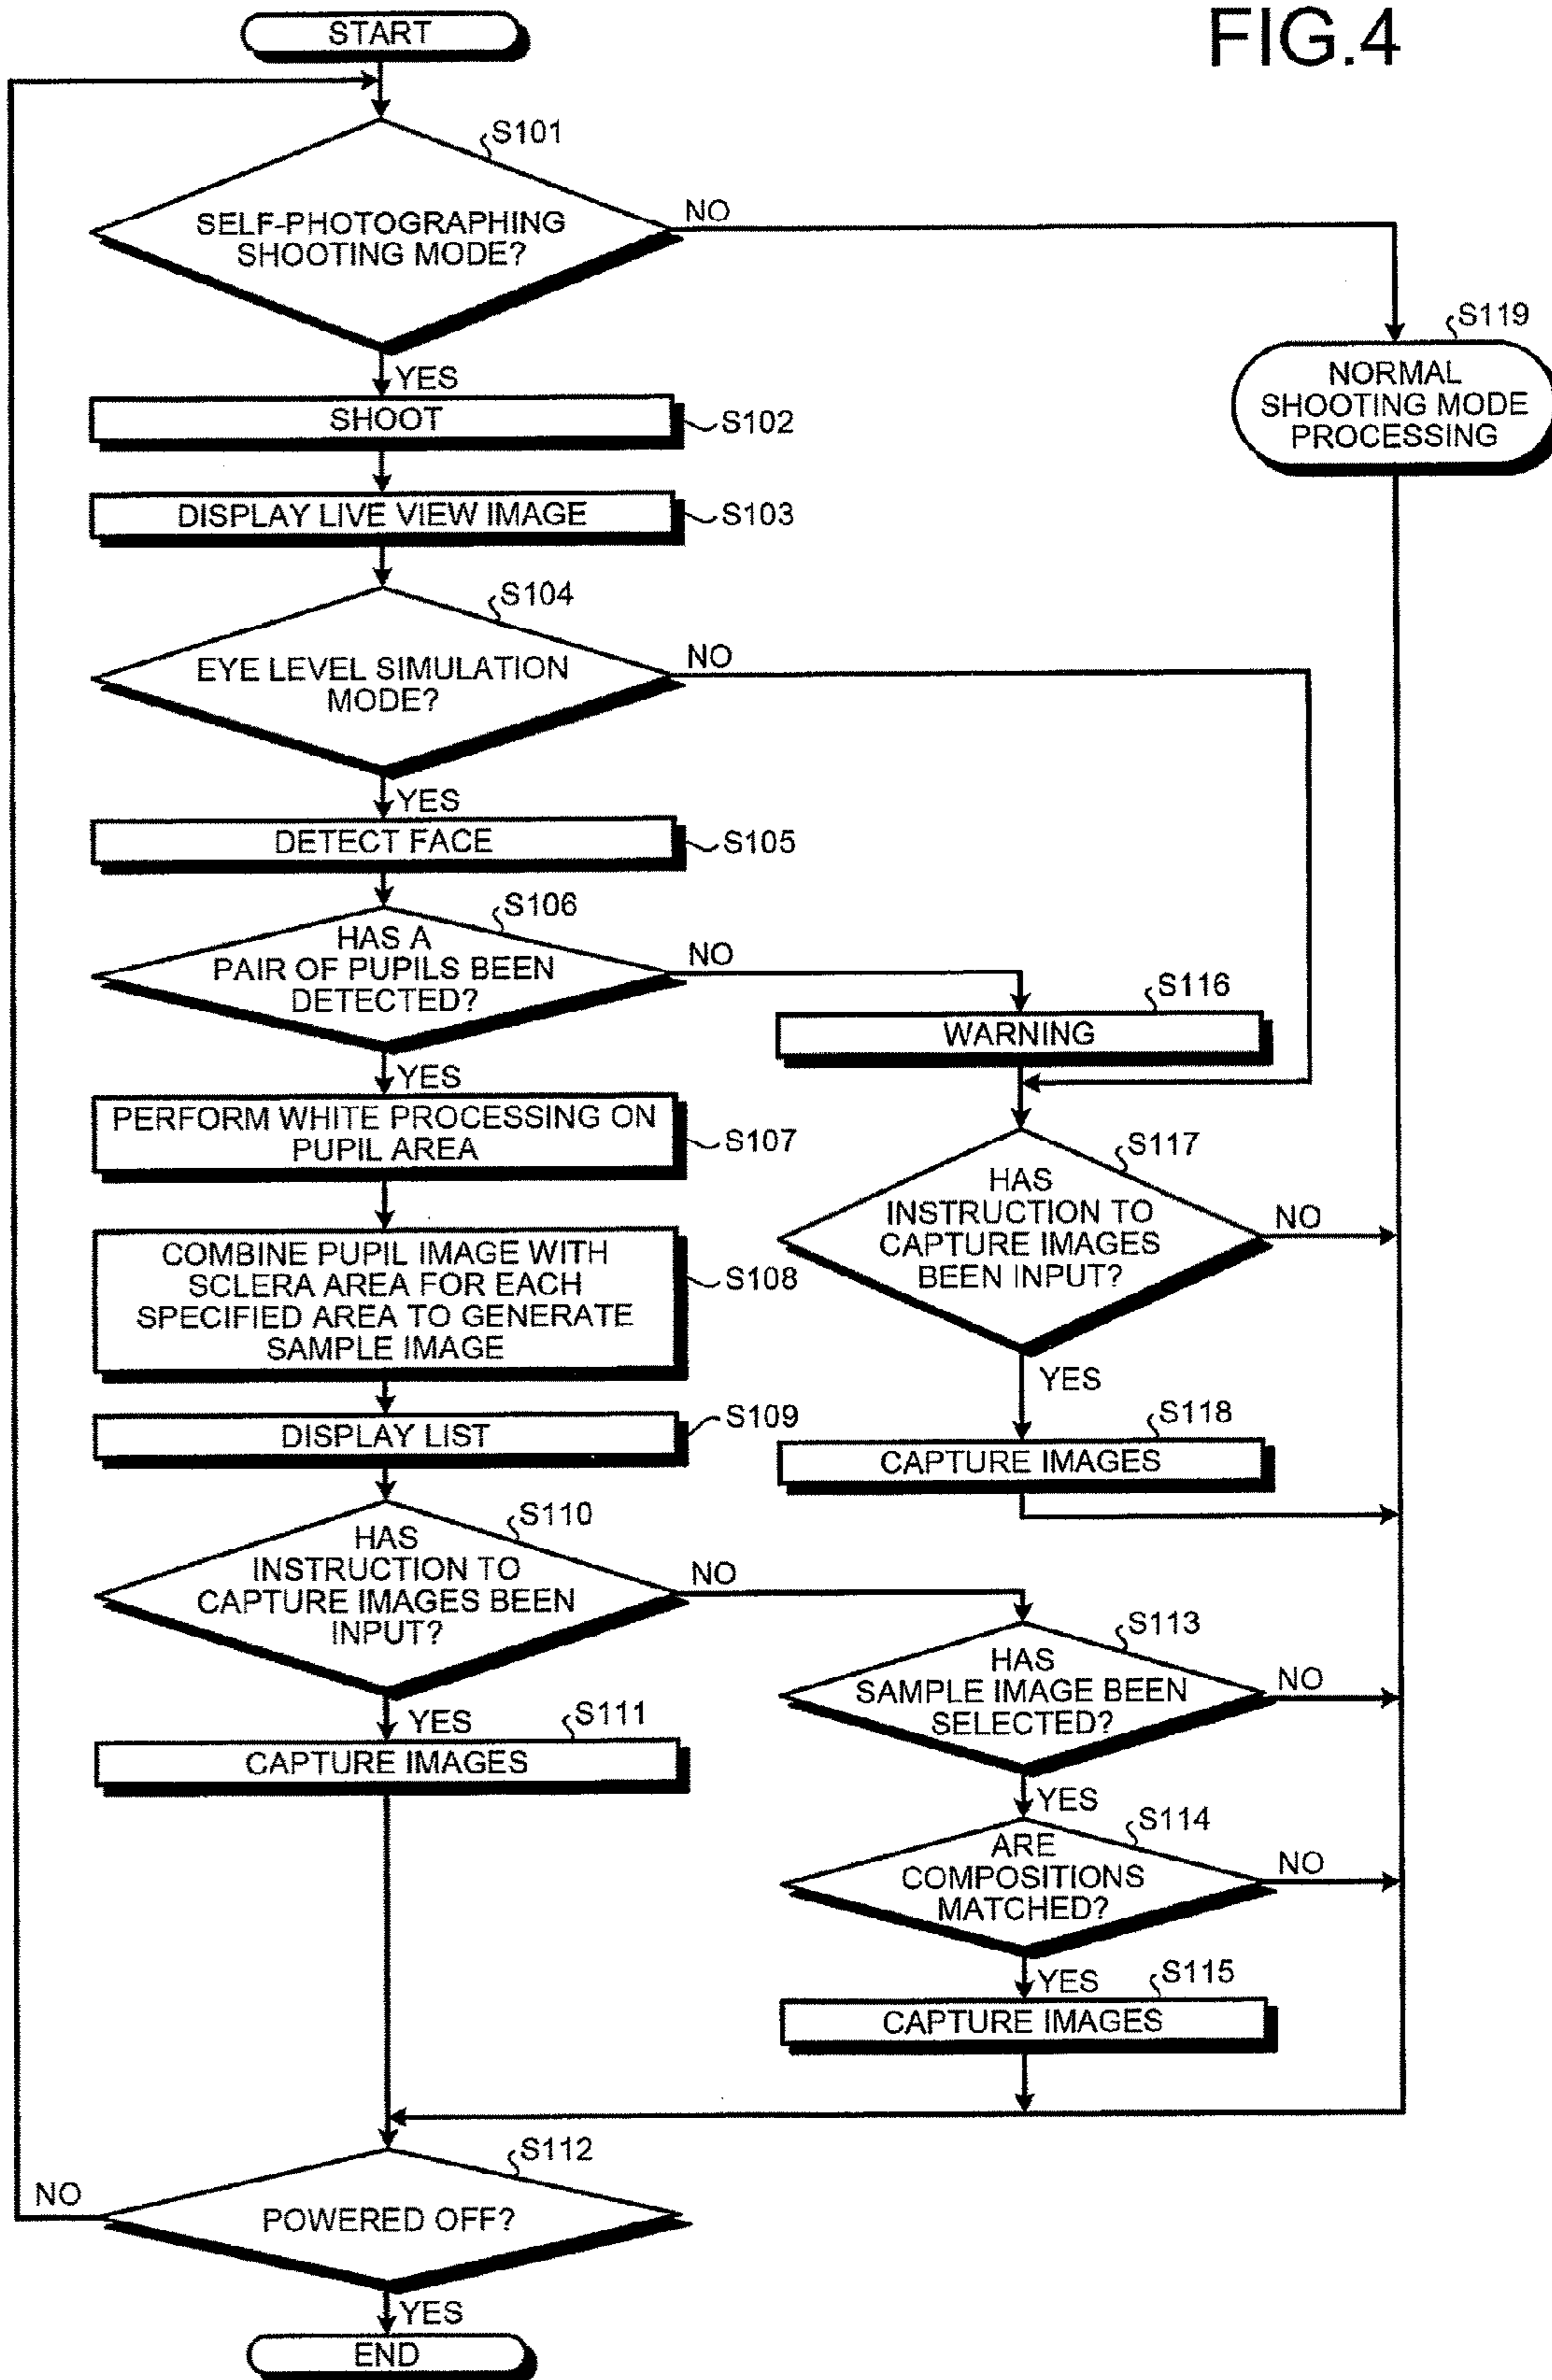 FIG.4
START
S101
SELF-PHOTOGRAPHING
SHOOTING MODE?
NO
YES
S119
NORMAL
SHOOTING MODE
PROCESSING
SHOOT
S102
DISPLAY LIVE VIEW IMAGE
S103
S104
EYE LEVEL SIMULATION
MODE?
NO
YES
DETECT FACE
S105
S106
HAS A
PAIR OF PUPILS BEEN
DETECTED?
NO
YES
S116
WARNING
PERFORM WHITE PROCESSING ON
PUPIL AREA
S107
S117
HAS
INSTRUCTION TO
CAPTURE IMAGES
BEEN INPUT?
NO
YES
COMBINE PUPIL IMAGE WITH
SCLERA AREA FOR EACH
SPECIFIED AREA TO GENERATE
SAMPLE IMAGE
S108
DISPLAY LIST
S109
S118
CAPTURE IMAGES
S110
HAS
INSTRUCTION TO
CAPTURE IMAGES BEEN
INPUT?
NO
YES
S111
CAPTURE IMAGES
S113
HAS
SAMPLE IMAGE BEEN
SELECTED?
NO
YES
S114
ARE
COMPOSITIONS
MATCHED?
NO
YES
S115
CAPTURE IMAGES
S112
POWERED OFF?
NO
YES
END